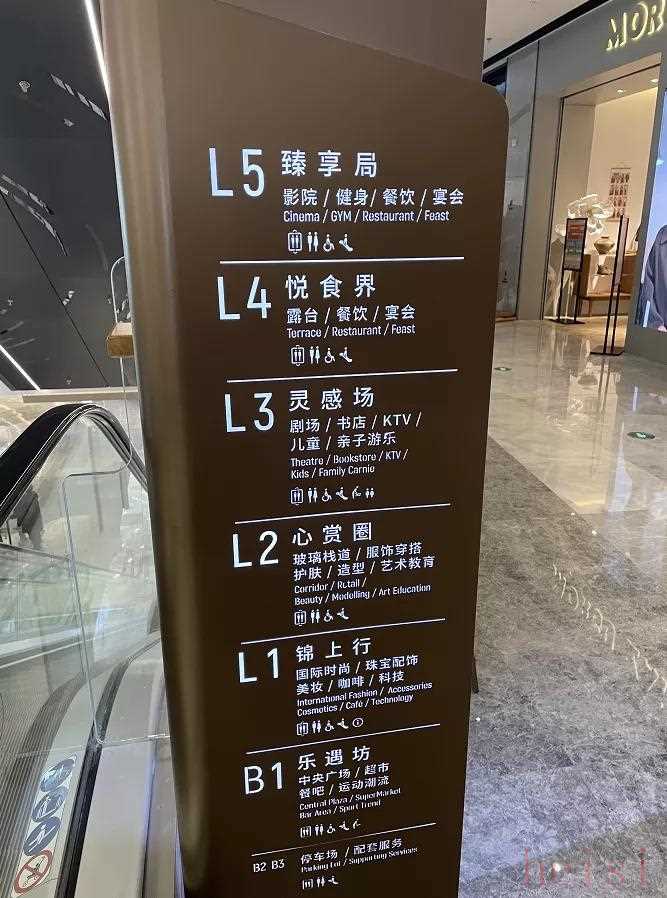 MOR
L5 臻享局
影院 / 健身 / 餐饮 / 宴会
Cinema / GYM / Restaurant / Feast
L4 悦食界
露台 / 餐饮 / 宴会
Terrace / Restaurant / Feast
L3 灵感场
剧场 / 书店 / KTV /
儿童 / 亲子游乐
Theatre / Bookstore / KTV /
Kids / Family Carnie
L2 心赏圈
玻璃栈道 / 服饰穿搭
护肤 / 造型 / 艺术教育
Corridor / Retail /
Beauty / Modelling / Art Education
L1 锦上行
国际时尚 / 珠宝配饰
美妆 / 咖啡 / 科技
International Fashion / Accessories
Cosmetics / Café / Technology
B1 乐遇坊
中央广场 / 超市
餐吧 / 运动潮流
Central Plaza / SuperMarket
Bar Area / Sport Trend
B2 B3 停车场 / 配套服务
Parking Lot / Supporting Services